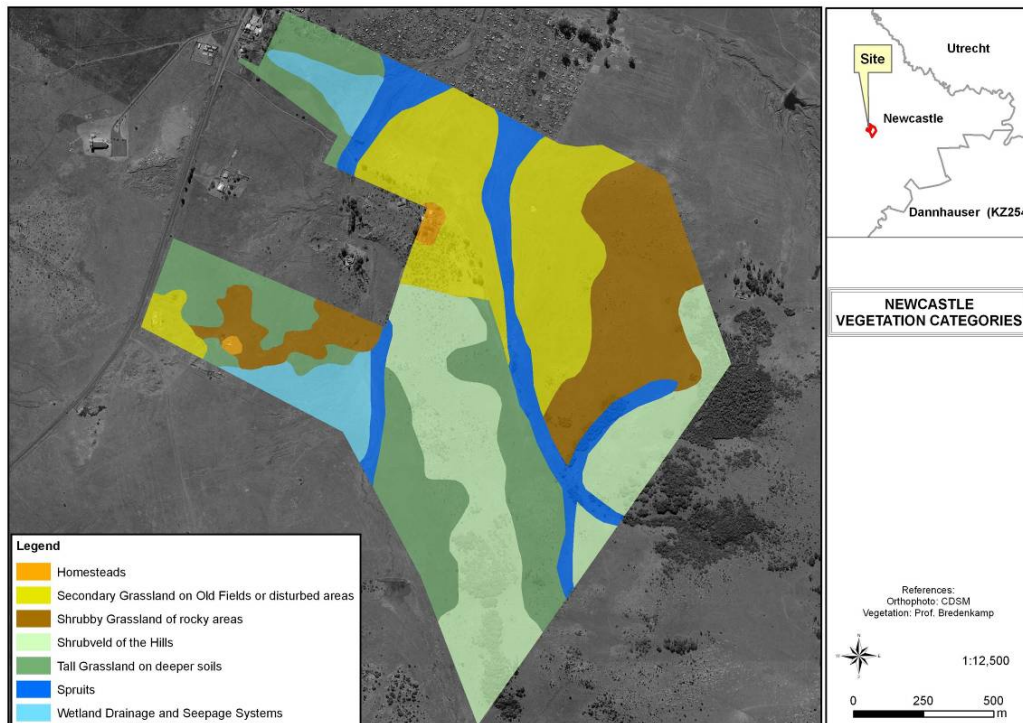 Utrecht
Site
Newcastle
Dannhauser (KZ254
NEWCASTLE
VEGETATION CATEGORIES
Legend
Homesteads
Secondary Grassland on Old Fields or disturbed areas
Shrubby Grassland of rocky areas
Shrubveld of the Hills
Tall Grassland on deeper soils
Spruits
Wetland Drainage and Seepage Systems
References:
Orthophoto: CDSM
Vegetation: Prof. Bredenkamp
N
W E
S
1:12,500
0 250 500
m